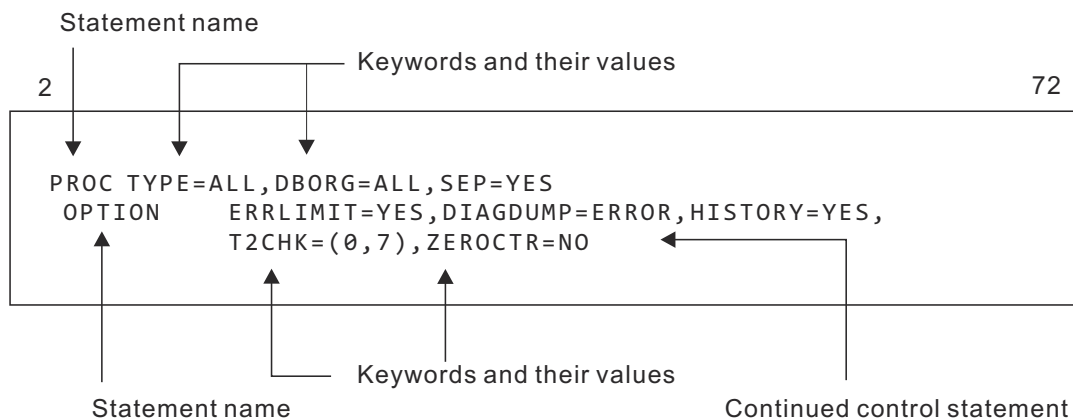 Statement name
Keywords and their values
2 72
PROC TYPE=ALL,DBORG=ALL,SEP=YES
OPTION ERRLIMIT=YES,DIAGDUMP=ERROR,HISTORY=YES,
T2CHK=(0,7),ZEROCTR=NO
Keywords and their values
Statement name Continued control statement